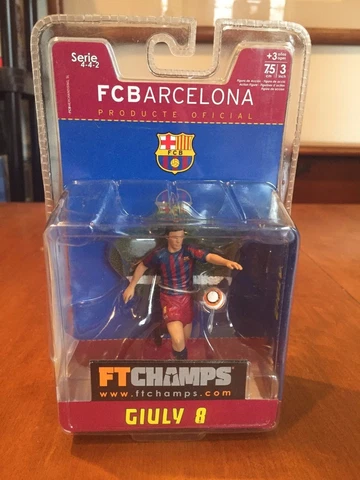 Serie
4-4-2
+3
75
3
FCBARCELONA
PRODUCTE OFICIAL
FCB
FTCHAMPS
www.ftchamps.com
GIULY 8